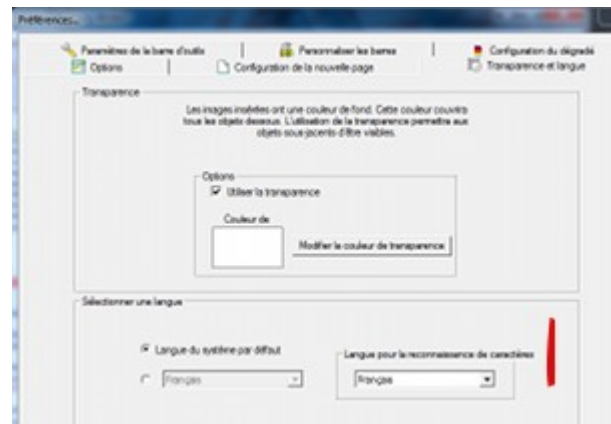 Préférences...
Paramètres de la barre d'outils | Personnaliser les barres | Configuration du dégradé
Options | Configuration de la nouvelle page Transparence et langue
Transparence
Les images insérées ont une couleur de fond. Cette couleur couvrira
tous les objets dessous. L'utilisation de la transparence permettra aux
objets sous-jacents d'être visibles.
Options
Utiliser la transparence
Couleur de
Modifier la couleur de transparence
Sélectionner une langue
Langue du système par défaut
Langue pour la reconnaissance de caractères
Français
Français